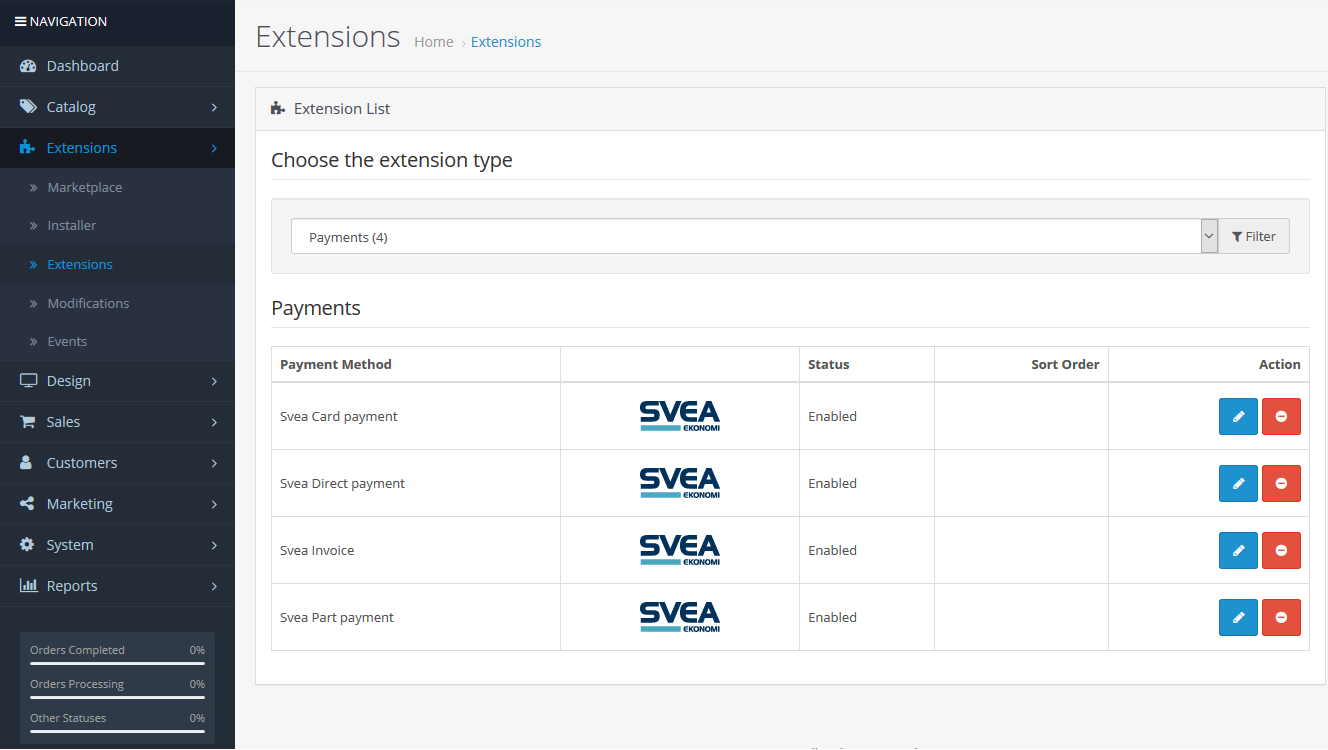 NAVIGATION
Dashboard
Catalog
Extensions
Marketplace
Installer
Extensions
Modifications
Events
Design
Sales
Customers
Marketing
System
Reports
Orders Completed 0%
Orders Processing 0%
Other Statuses 0%
Extensions Home › Extensions
Extension List
Choose the extension type
Payments (4) Filter
Payments
Payment Method Status Sort Order Action
Svea Card payment SVEA EKONOMI Enabled
Svea Direct payment SVEA EKONOMI Enabled
Svea Invoice SVEA EKONOMI Enabled
Svea Part payment SVEA EKONOMI Enabled